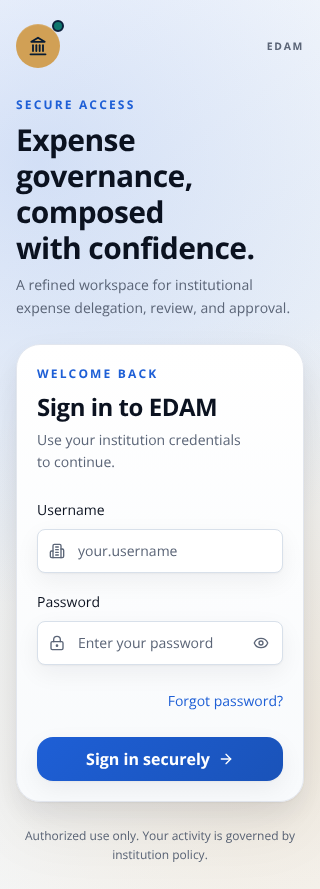 EDAM
SECURE ACCESS
Expense
governance,
composed
with confidence.
A refined workspace for institutional
expense delegation, review, and approval.
WELCOME BACK
Sign in to EDAM
Use your institution credentials
to continue.
Username
your.username
Password
Enter your password
Forgot password?
Sign in securely →
Authorized use only. Your activity is governed by
institution policy.